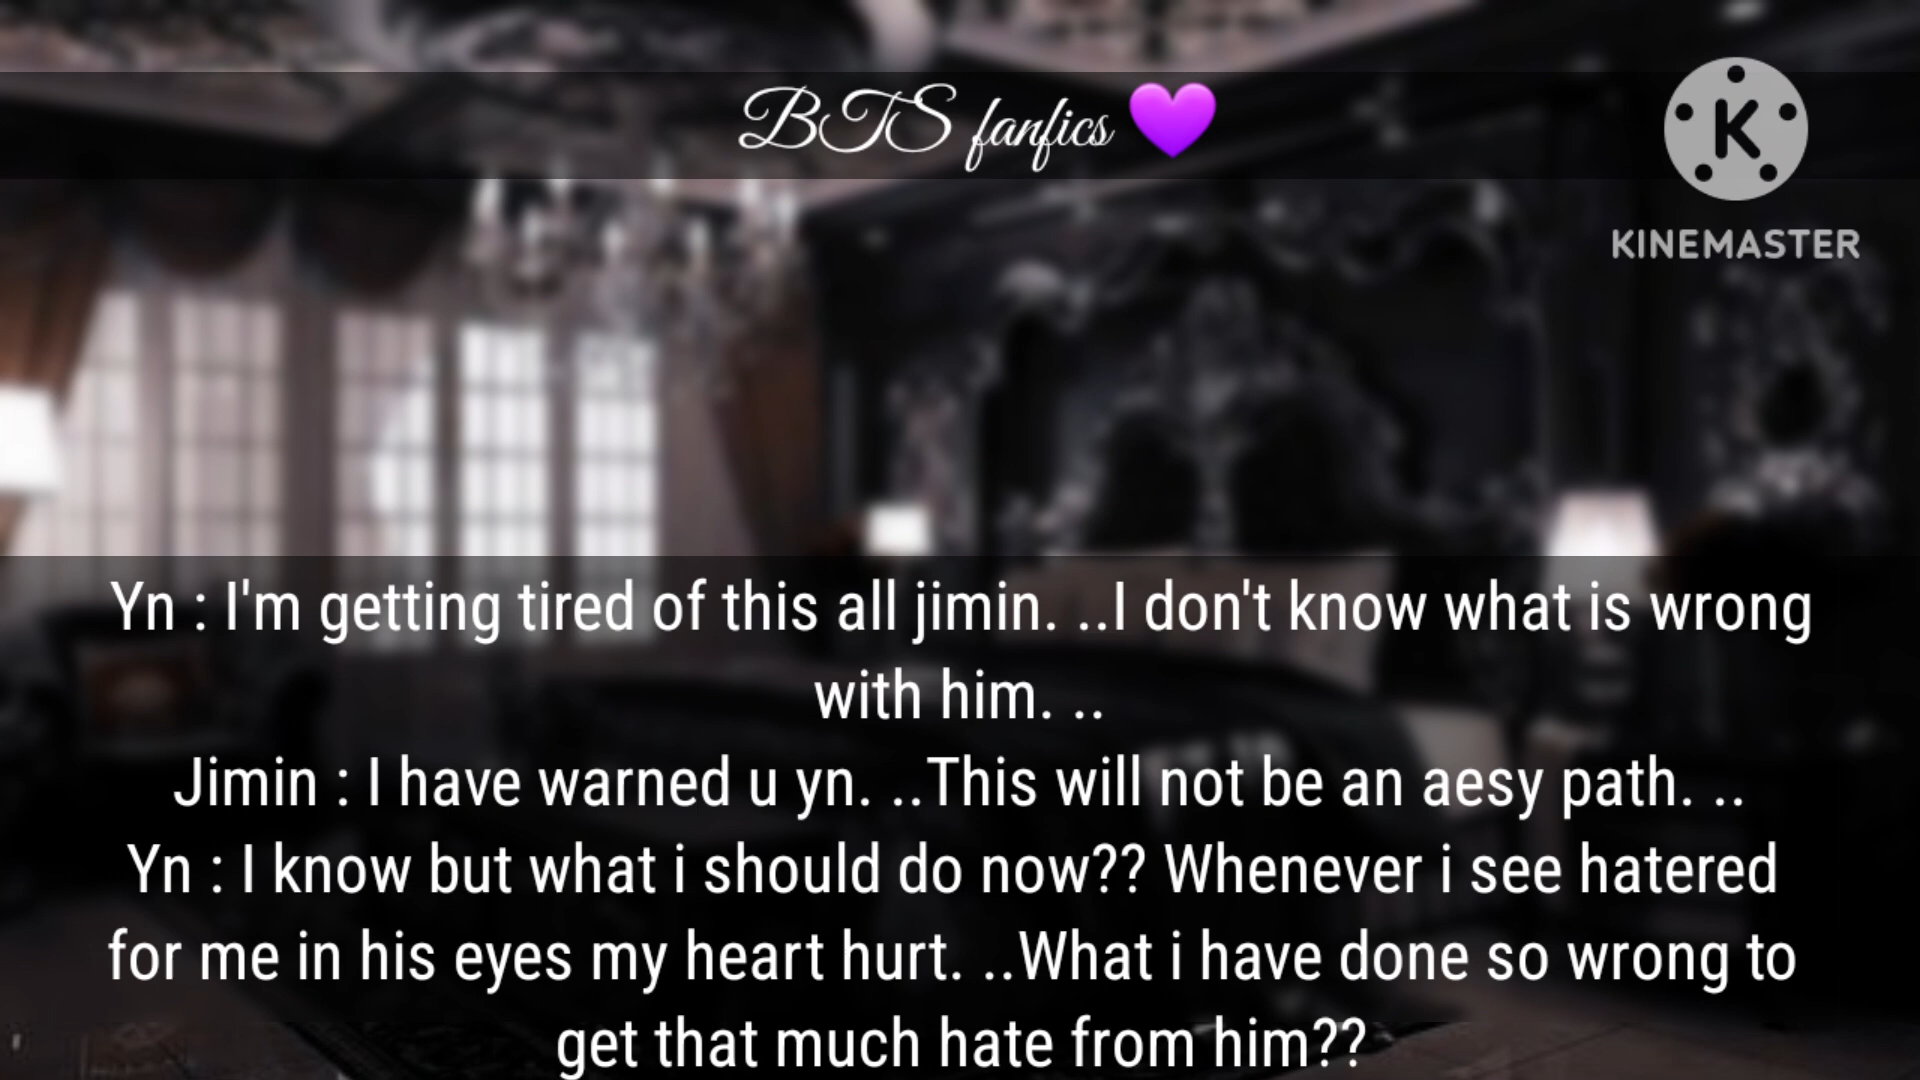 BTS fanfics 💜
K
KINEMASTER
Yn : I'm getting tired of this all jimin. ..I don't know what is wrong
with him. ..
Jimin : I have warned u yn. ..This will not be an aesy path. ..
Yn : I know but what i should do now?? Whenever i see hatered
for me in his eyes my heart hurt. ..What i have done so wrong to
get that much hate from him??